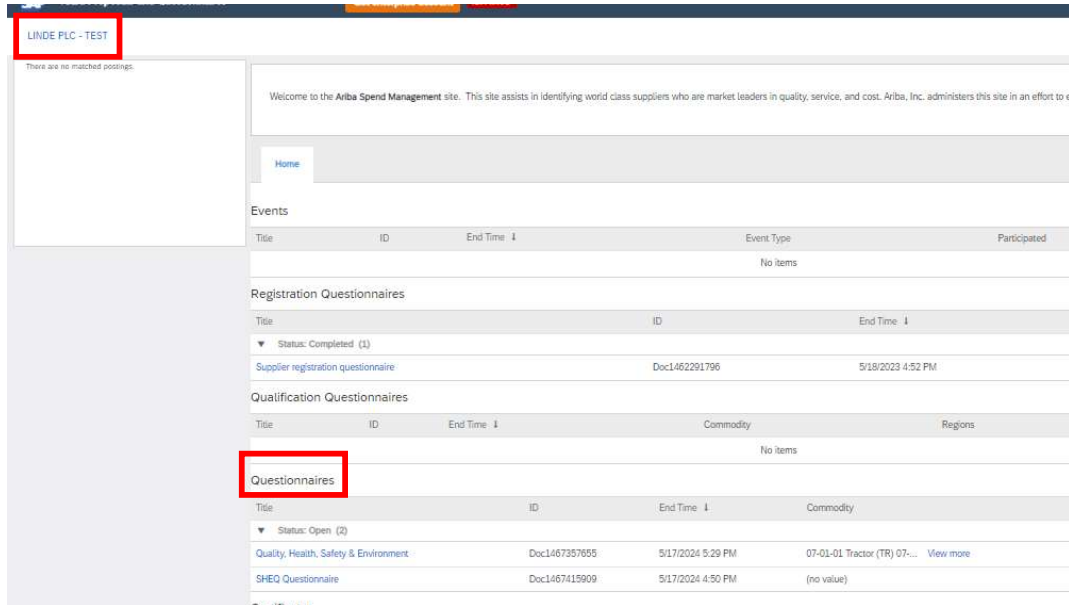 LINDE PLC - TEST
There are no matched postings.
Welcome to the Ariba Spend Management site. This site assists in identifying world class suppliers who are market leaders in quality, service, and cost. Ariba, Inc. administers this site in an effort to
Home
Events
Title ID End Time ↓ Event Type Participated
No items
Registration Questionnaires
Title ID End Time ↓
▼ Status: Completed (1)
Supplier registration questionnaire Doc1462291796 5/18/2023 4:52 PM
Qualification Questionnaires
Title ID End Time ↓ Commodity Regions
No items
Questionnaires
Title ID End Time ↓ Commodity
▼ Status: Open (2)
Quality, Health, Safety & Environment Doc1467357655 5/17/2024 5:29 PM 07-01-01 Tractor (TR) 07-... View more
SHEQ Questionnaire Doc1467415909 5/17/2024 4:50 PM (no value)